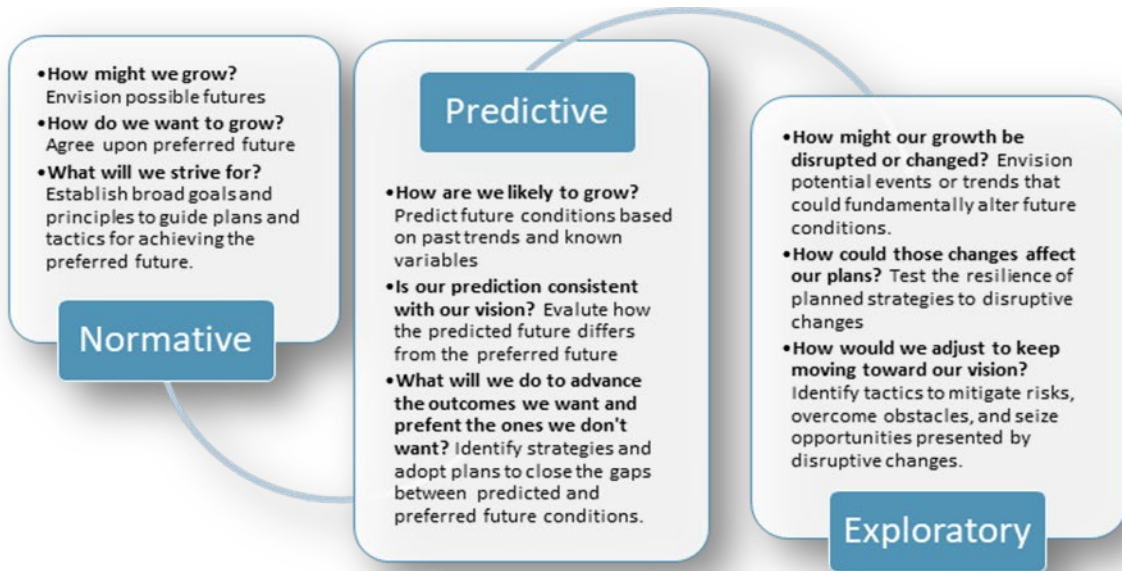 •How might we grow?
Envision possible futures
•How do we want to grow?
Agree upon preferred future
•What will we strive for?
Establish broad goals and
principles to guide plans and
tactics for achieving the
preferred future.
Normative
Predictive
•How are we likely to grow?
Predict future conditions based
on past trends and known
variables
•Is our prediction consistent
with our vision? Evalute how
the predicted future differs
from the preferred future
•What will we do to advance
the outcomes we want and
prefent the ones we don't
want? Identify strategies and
adopt plans to close the gaps
between predicted and
preferred future conditions.
•How might our growth be
disrupted or changed? Envision
potential events or trends that
could fundamentally alter future
conditions.
•How could those changes affect
our plans? Test the resilience of
planned strategies to disruptive
changes
•How would we adjust to keep
moving toward our vision?
Identify tactics to mitigate risks,
overcome obstacles, and seize
opportunities presented by
disruptive changes.
Exploratory